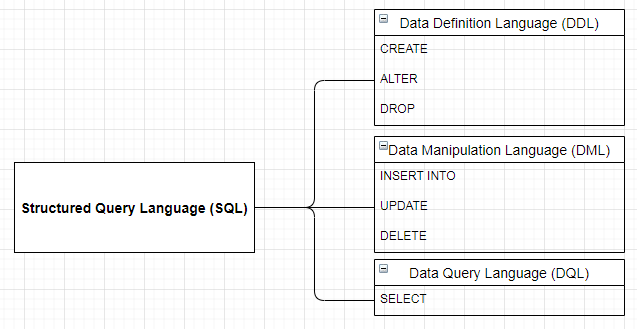 Data Definition Language (DDL)
CREATE
ALTER
DROP
Structured Query Language (SQL)
Data Manipulation Language (DML)
INSERT INTO
UPDATE
DELETE
Data Query Language (DQL)
SELECT